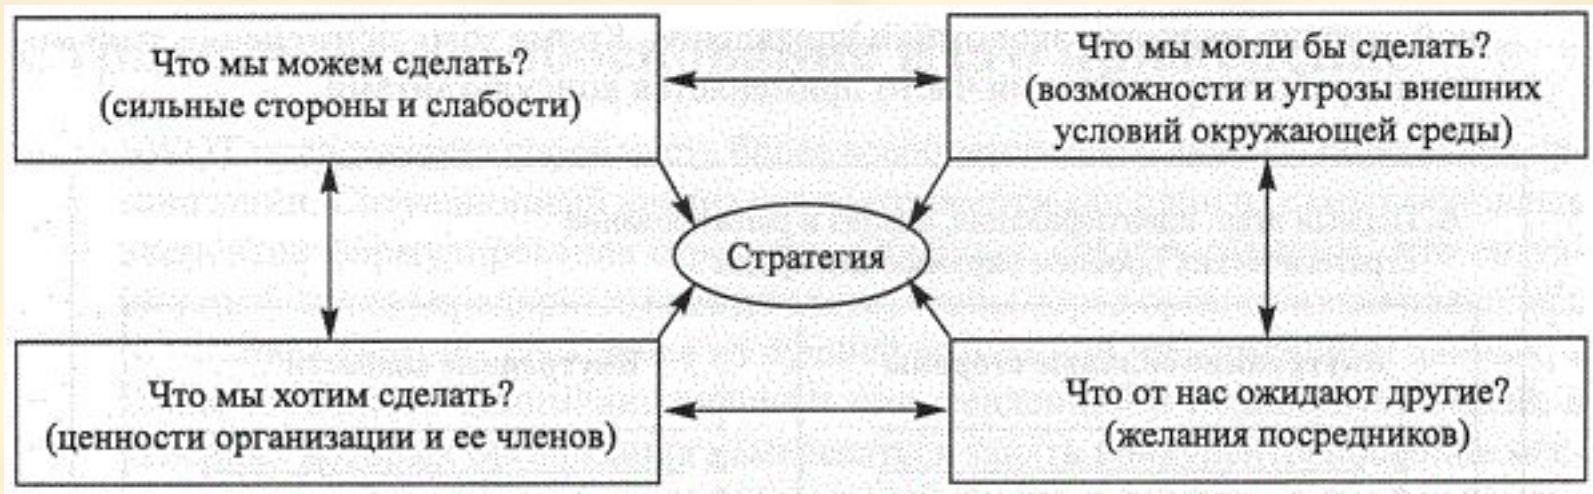 Что мы можем сделать?
(сильные стороны и слабости)
Что мы могли бы сделать?
(возможности и угрозы внешних
условий окружающей среды)
Стратегия
Что мы хотим сделать?
(ценности организации и ее членов)
Что от нас ожидают другие?
(желания посредников)